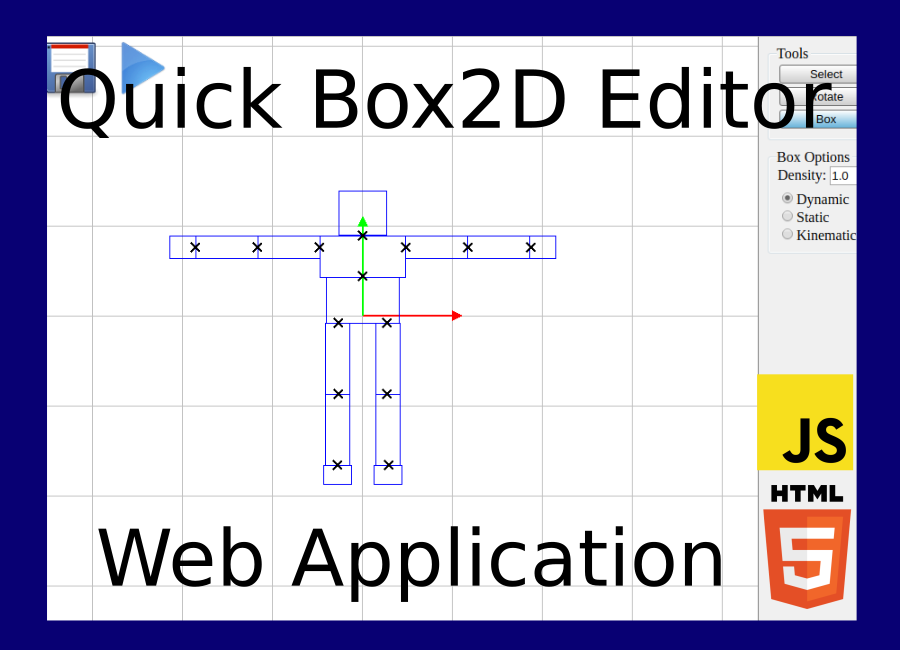 Quick Box2D Editor
Tools
Select
Rotate
Box
Box Options
Density: 1.0
Dynamic
Static
Kinematic
JS
HTML
5
Web Application